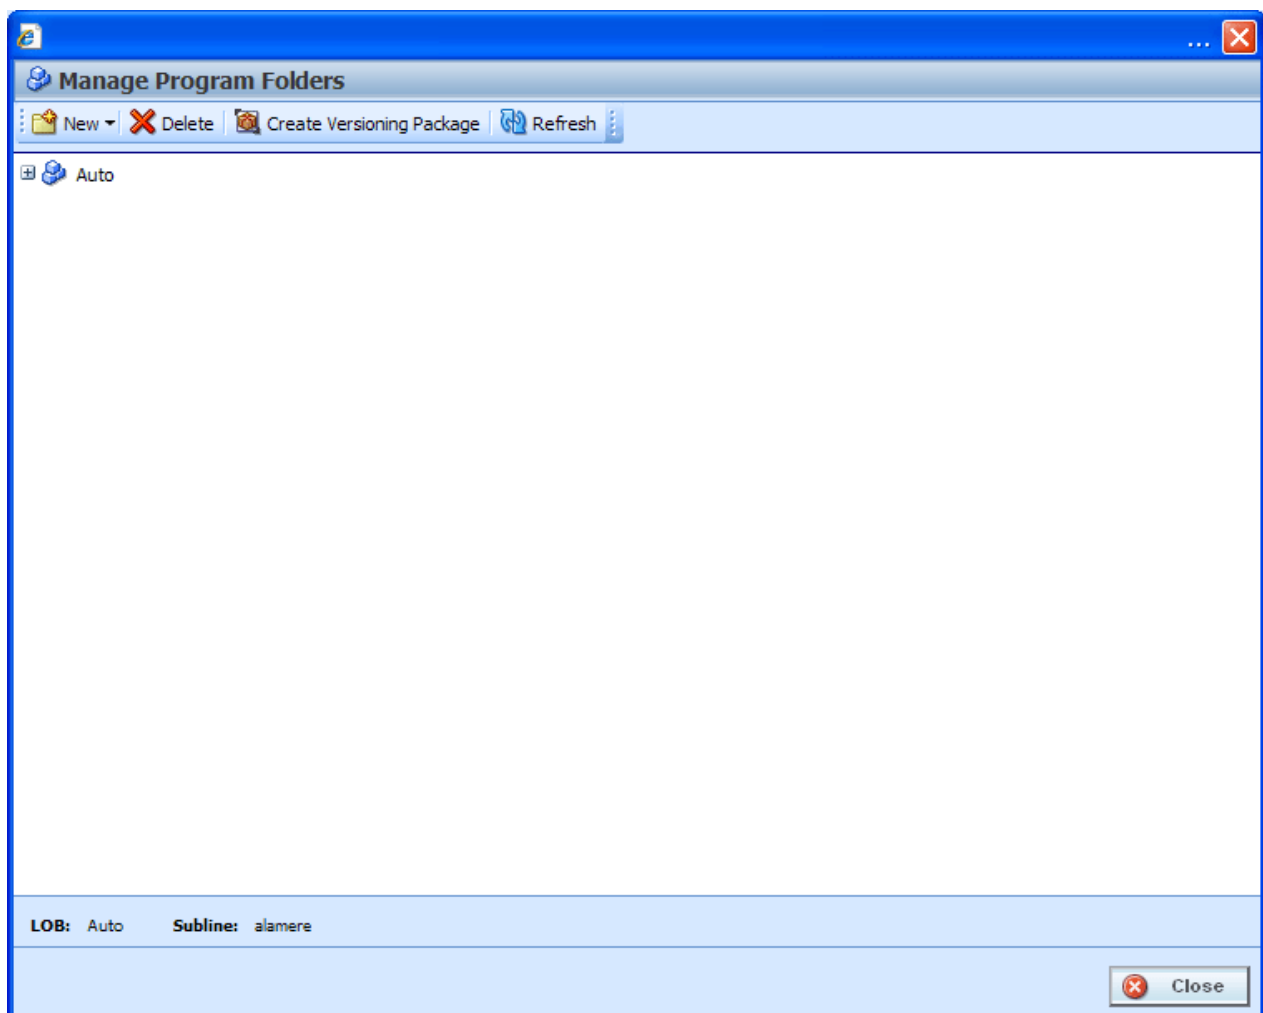 ...
Manage Program Folders
New Delete Create Versioning Package Refresh
Auto
LOB: Auto Subline: alamere
Close